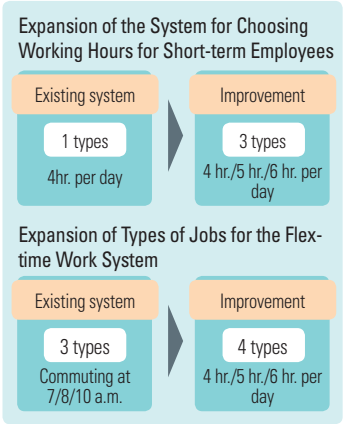 Expansion of the System for Choosing
Working Hours for Short-term Employees
Existing system
1 types
4hr. per day
Improvement
3 types
4 hr./5 hr./6 hr. per
day
Expansion of Types of Jobs for the Flex-
time Work System
Existing system
3 types
Commuting at
7/8/10 a.m.
Improvement
4 types
4 hr./5 hr./6 hr. per
day